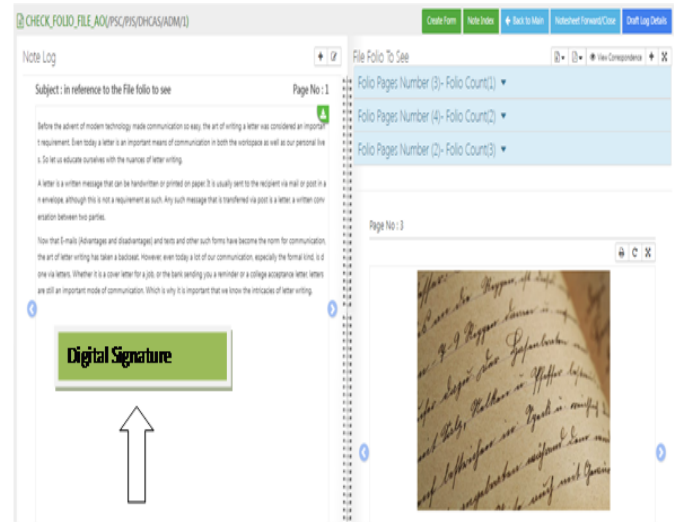 CHECK_FOLIO_FILE_AO(/PSC/PJS/DHCAS/ADM/1)
Create Form
Note Index
Back to Main
Notesheet Forward/Close
Draft Log Details
Note Log
Subject : in reference to the File folio to see
Page No : 1
Before the advent of modern technology made communication so easy, the art of writing a letter was considered an importan
t requirement. Even today a letter is an important means of communication in both the workspace as well as our personal live
s. So let us educate ourselves with the nuances of letter writing.
A letter is a written message that can be handwritten or printed on paper. It is usually sent to the recipient via mail or post in a
n envelope, although this is not a requirement as such. Any such message that is transferred via post is a letter, a written conv
ersation between two parties.
Now that E-mails (Advantages and disadvantages) and texts and other such forms have become the norm for communication,
the art of letter writing has taken a backseat. However, even today a lot of our communication, especially the formal kind, is d
one via letters. Whether it is a cover letter for a job, or the bank sending you a reminder or a college acceptance letter, letters
are still an important mode of communication. Which is why it is important that we know the intricacies of letter writing.
Digital Signature
File Folio To See
View Correspondence
Folio Pages Number (3)- Folio Count(1)
Folio Pages Number (4)- Folio Count(2)
Folio Pages Number (2)- Folio Count(3)
Page No : 3